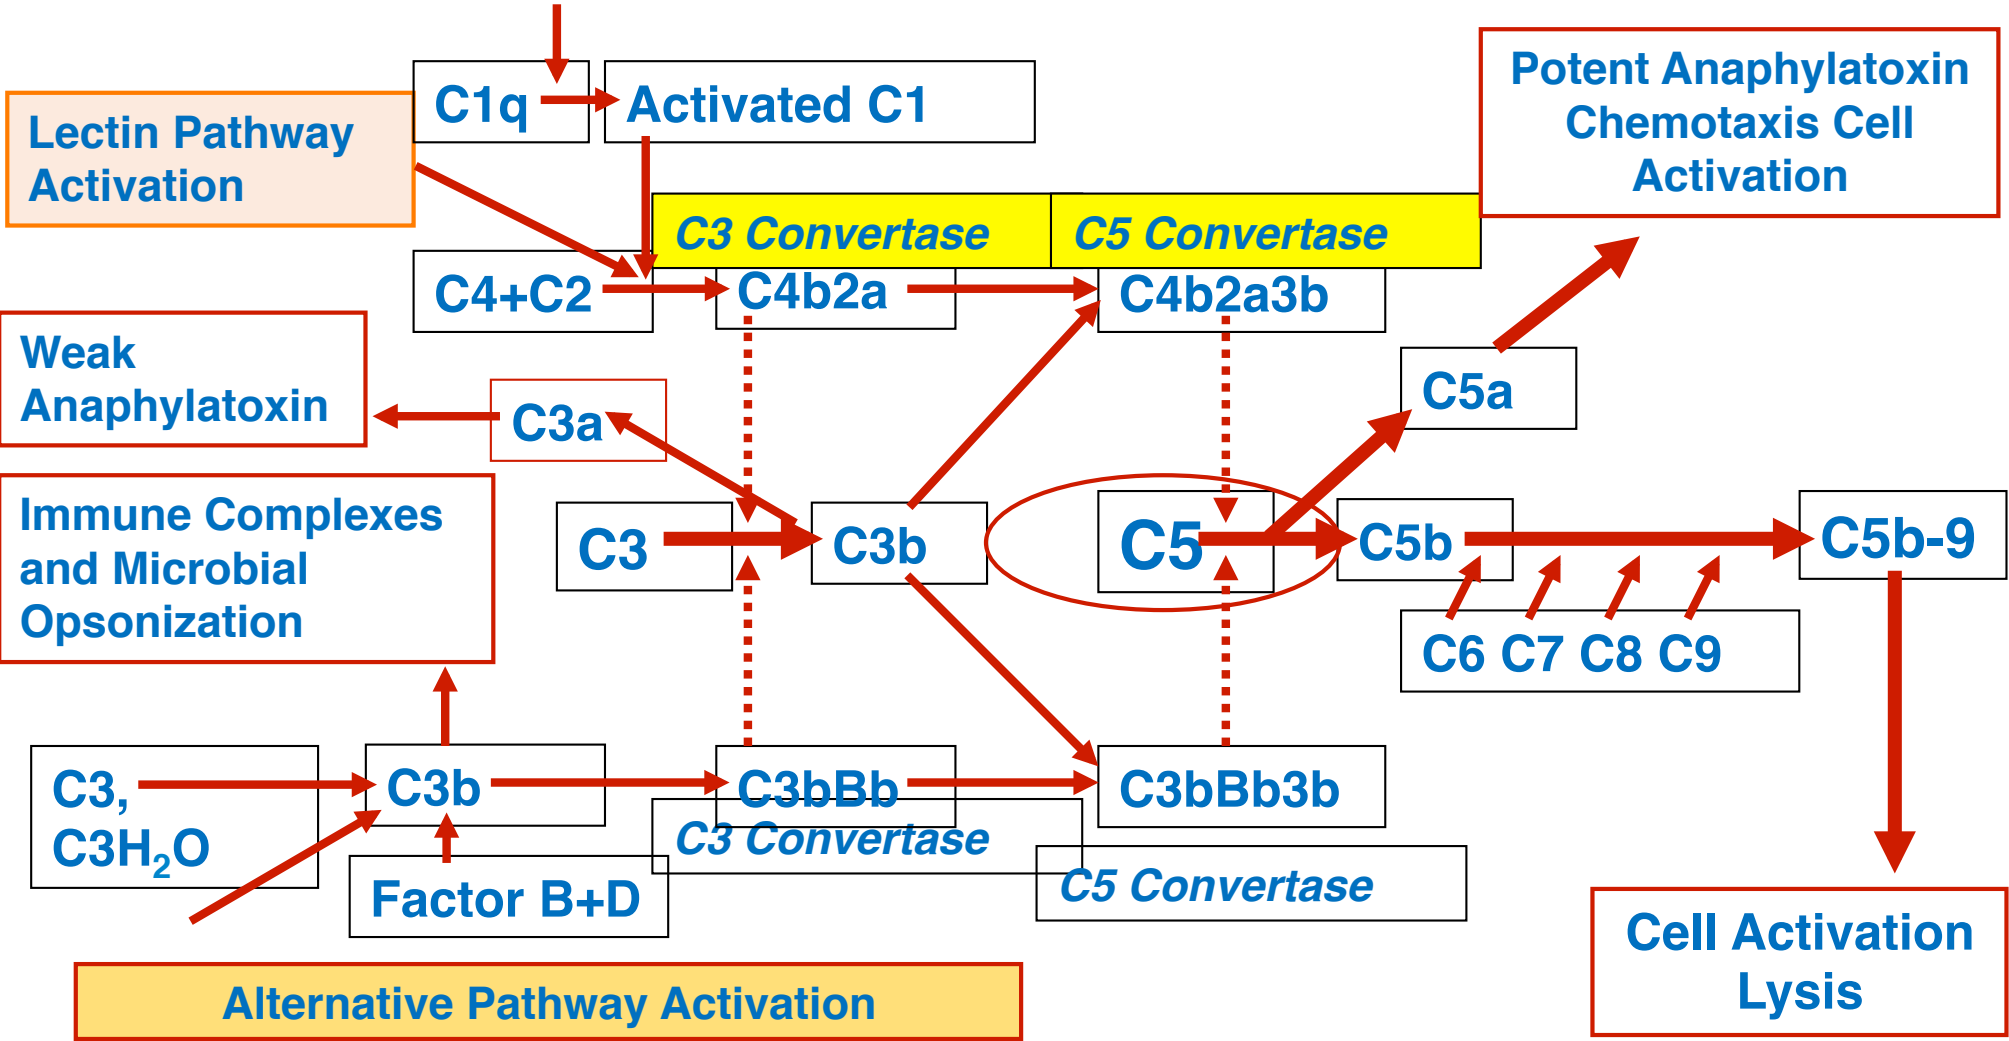 C1q
Activated C1
Potent Anaphylatoxin
Chemotaxis Cell
Activation
Lectin Pathway
Activation
C3 Convertase
C5 Convertase
C4+C2
C4b2a
C4b2a3b
Weak
Anaphylatoxin
C3a
C5a
Immune Complexes
and Microbial
Opsonization
C3
C3b
C5
C5b
C5b-9
C6 C7 C8 C9
C3,
C3H₂O
C3b
C3bBb
C3bBb3b
C3 Convertase
C5 Convertase
Factor B+D
Cell Activation
Lysis
Alternative Pathway Activation